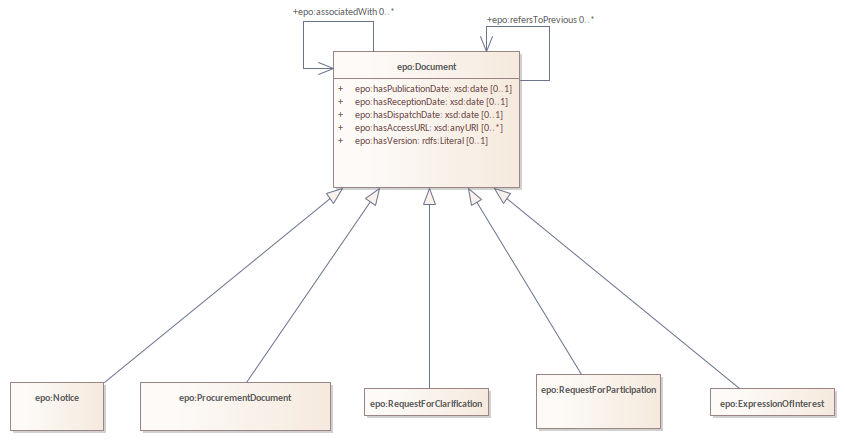 +epo:associatedWith 0..*
+epo:refersToPrevious 0..*
epo:Document
+ epo:hasPublicationDate: xsd:date [0..1]
+ epo:hasReceptionDate: xsd:date [0..1]
+ epo:hasDispatchDate: xsd:date [0..1]
+ epo:hasAccessURL: xsd:anyURI [0..*]
+ epo:hasVersion: rdfs:Literal [0..1]
epo:Notice
epo:ProcurementDocument
epo:RequestForClarification
epo:RequestForParticipation
epo:ExpressionOfInterest